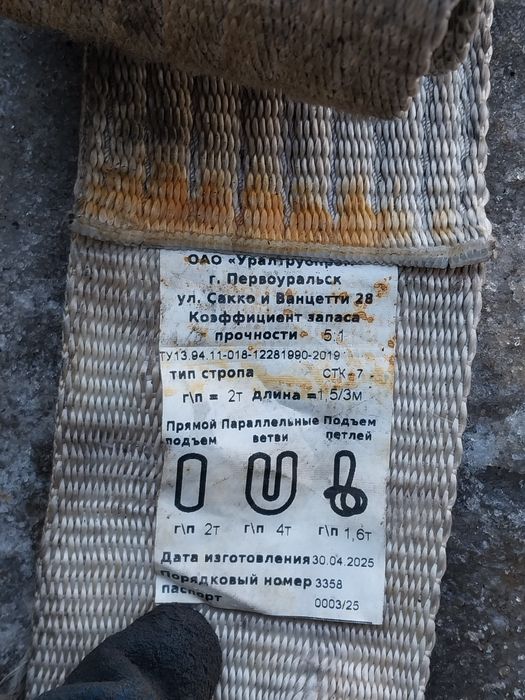 ОАО
г. Первоуральск
ул. Сакко и Ванцетти 28
Коэффициент запаса
прочности 5:1
ТУ13.94.11-018-12281990-2019
тип стропа СТК- 7
г\п = 2т длина =1,5/3м
Прямой Параллельные Подъем
подъем ветви петлей
г\п 2т г\п 4т г\п 1,6т
Дата изготовления 30.04.2025
Порядковый номер 3358
паспорт 0003/25